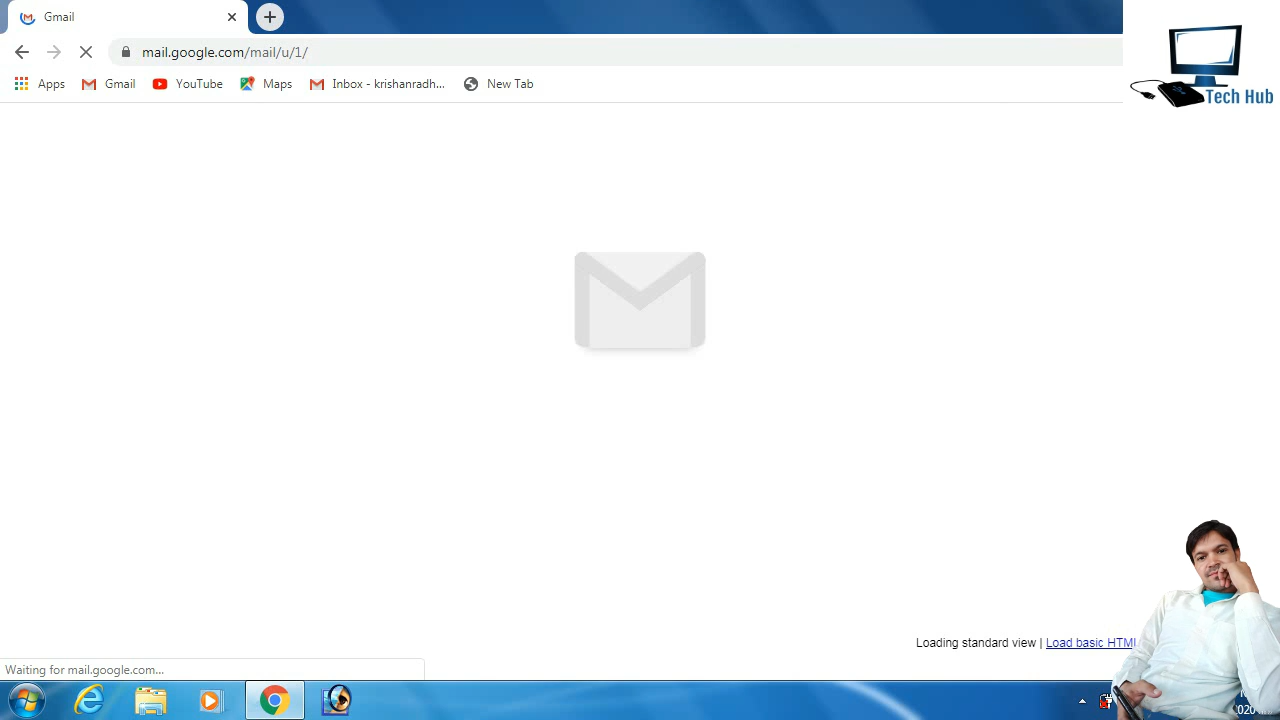 Gmail
mail.google.com/mail/u/1/
Apps Gmail YouTube Maps Inbox - krishanradh... New Tab
Tech Hub
Loading standard view | Load basic HTML
Waiting for mail.google.com...